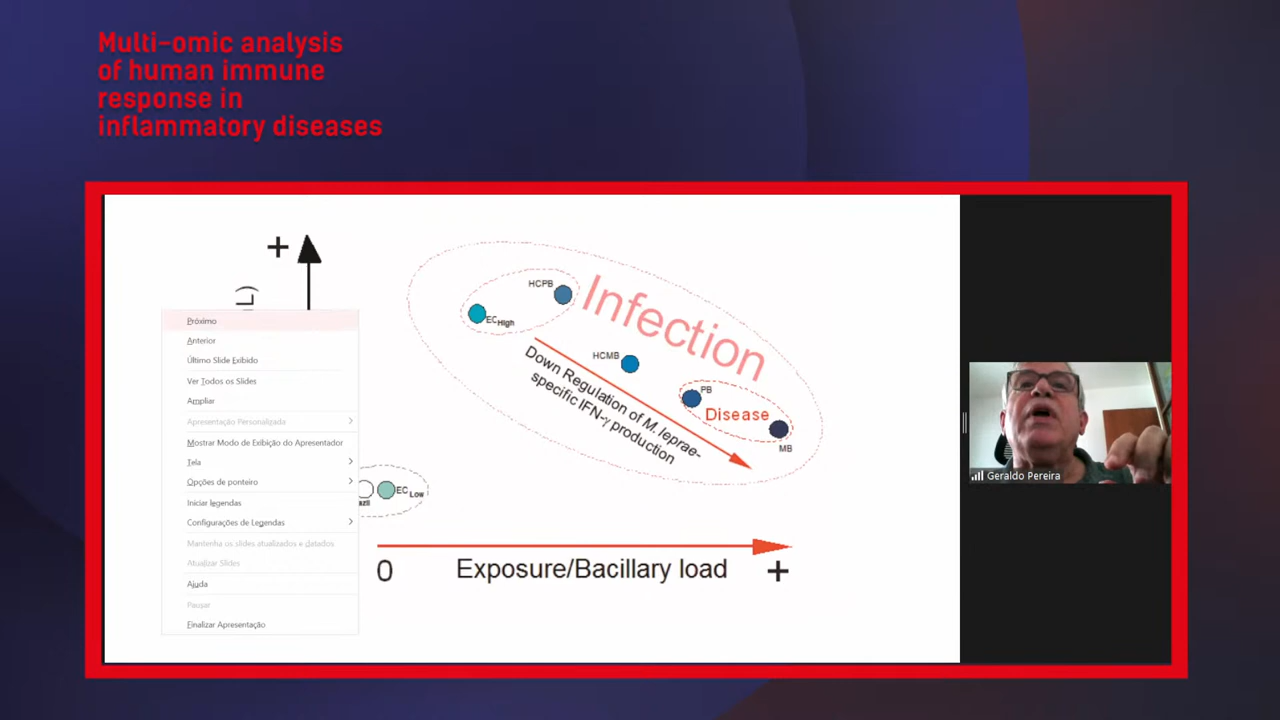 Multi-omic analysis
of human immune
response in
inflammatory diseases
+
L)
HCPB
EC High
Infection
HCMB
Down Regulation of M. leprae-
specific IFN-γ production
PB
Disease
MB
EC Low
0
Exposure/Bacillary load
+
Próximo
Anterior
Último Slide Exibido
Ver Todos os Slides
Ampliar
Apresentação Personalizada
Mostrar Modo de Exibição do Apresentador
Tela
Opções de ponteiro
Iniciar legendas
Configurações de Legendas
Mantenha os slides atualizados e datados
Atualizar Slides
Ajuda
Pausar
Finalizar Apresentação
Geraldo Pereira